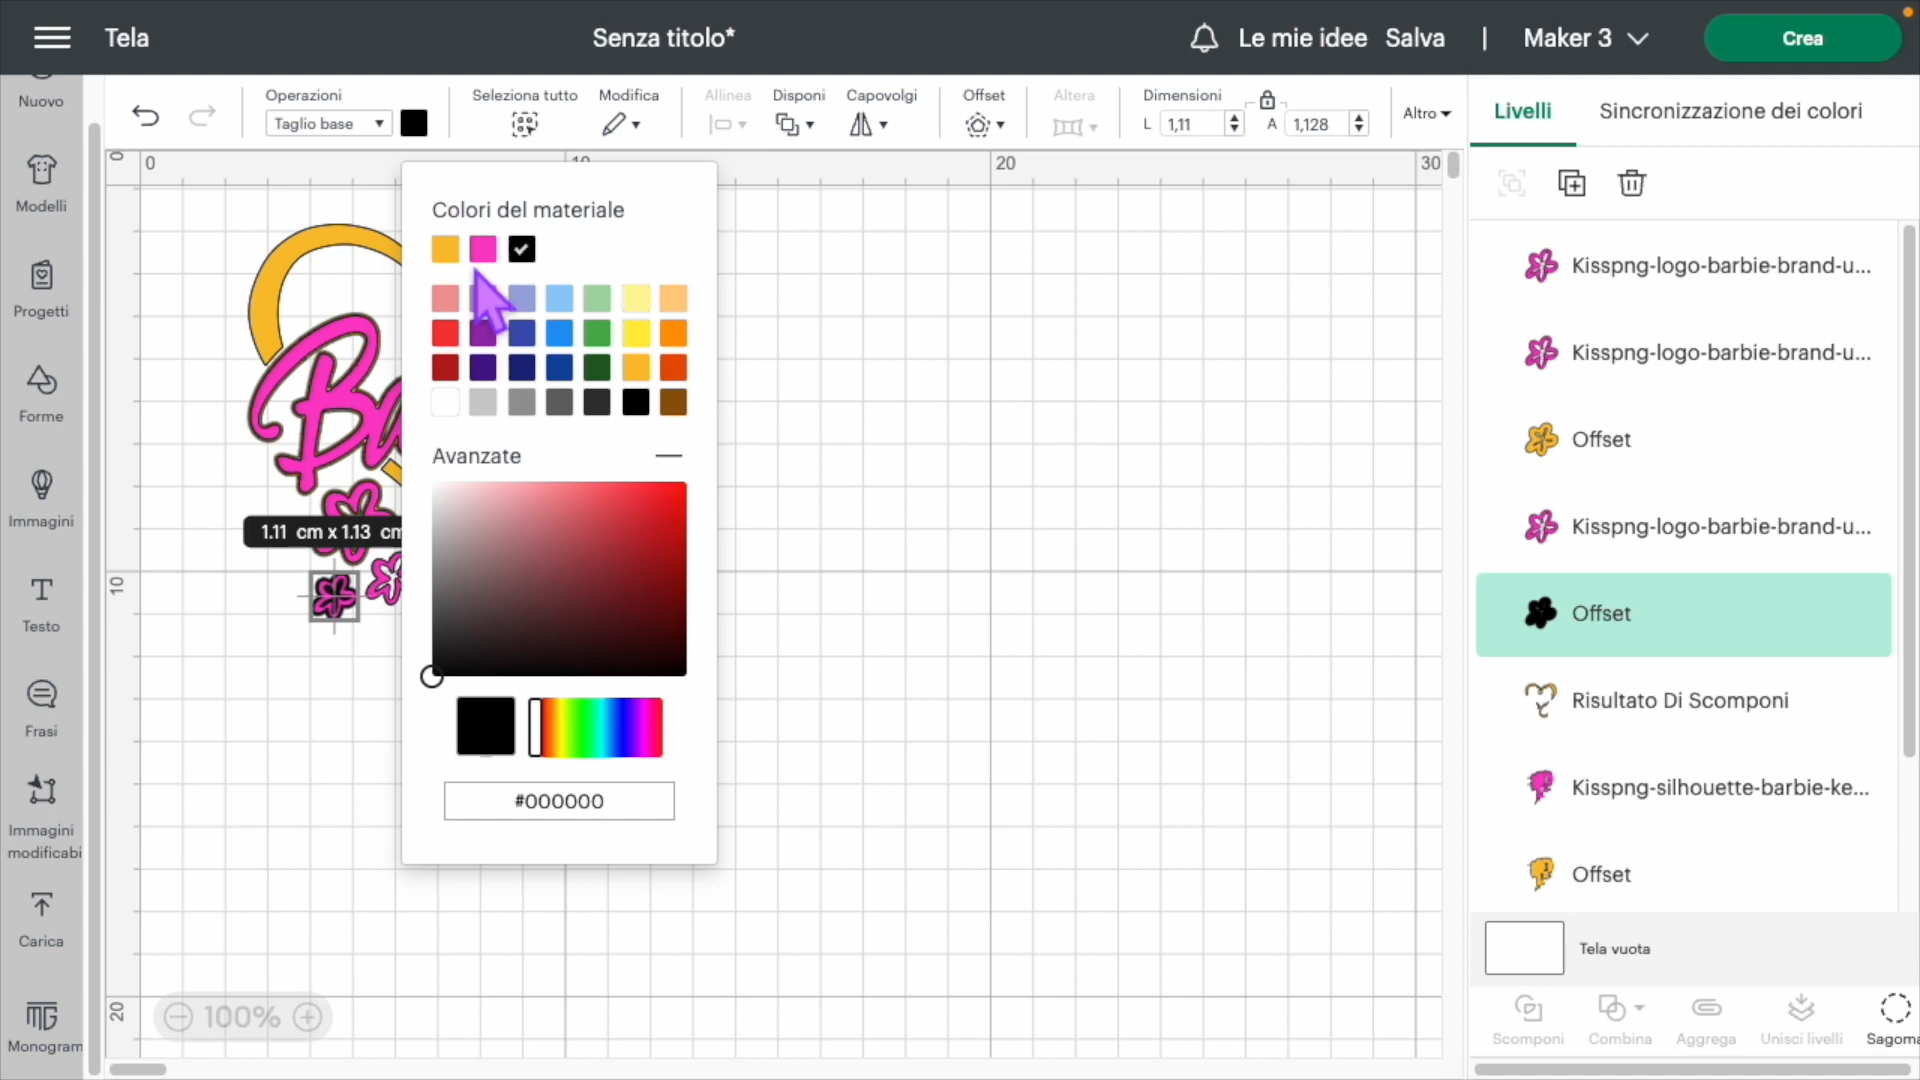 Tela
Senza titolo*
Le mie idee
Salva
|
Maker 3
Crea
Nuovo
Modelli
Progetti
Forme
Immagini
Testo
Frasi
Immagini
modificabi
Carica
Monogram
Operazioni
Taglio base
Seleziona tutto
Modifica
Allinea
Disponi
Capovolgi
Offset
Altera
Dimensioni
L 1,11
A 1,128
Altro
0
0
10
20
30
10
20
Ba
1.11 cm x 1.13 cm
Colori del materiale
Avanzate
#000000
100%
Livelli
Sincronizzazione dei colori
Kisspng-logo-barbie-brand-u...
Kisspng-logo-barbie-brand-u...
Offset
Kisspng-logo-barbie-brand-u...
Offset
Risultato Di Scomponi
Kisspng-silhouette-barbie-ke...
Offset
Tela vuota
Scomponi
Combina
Aggrega
Unisci livelli
Sagoma